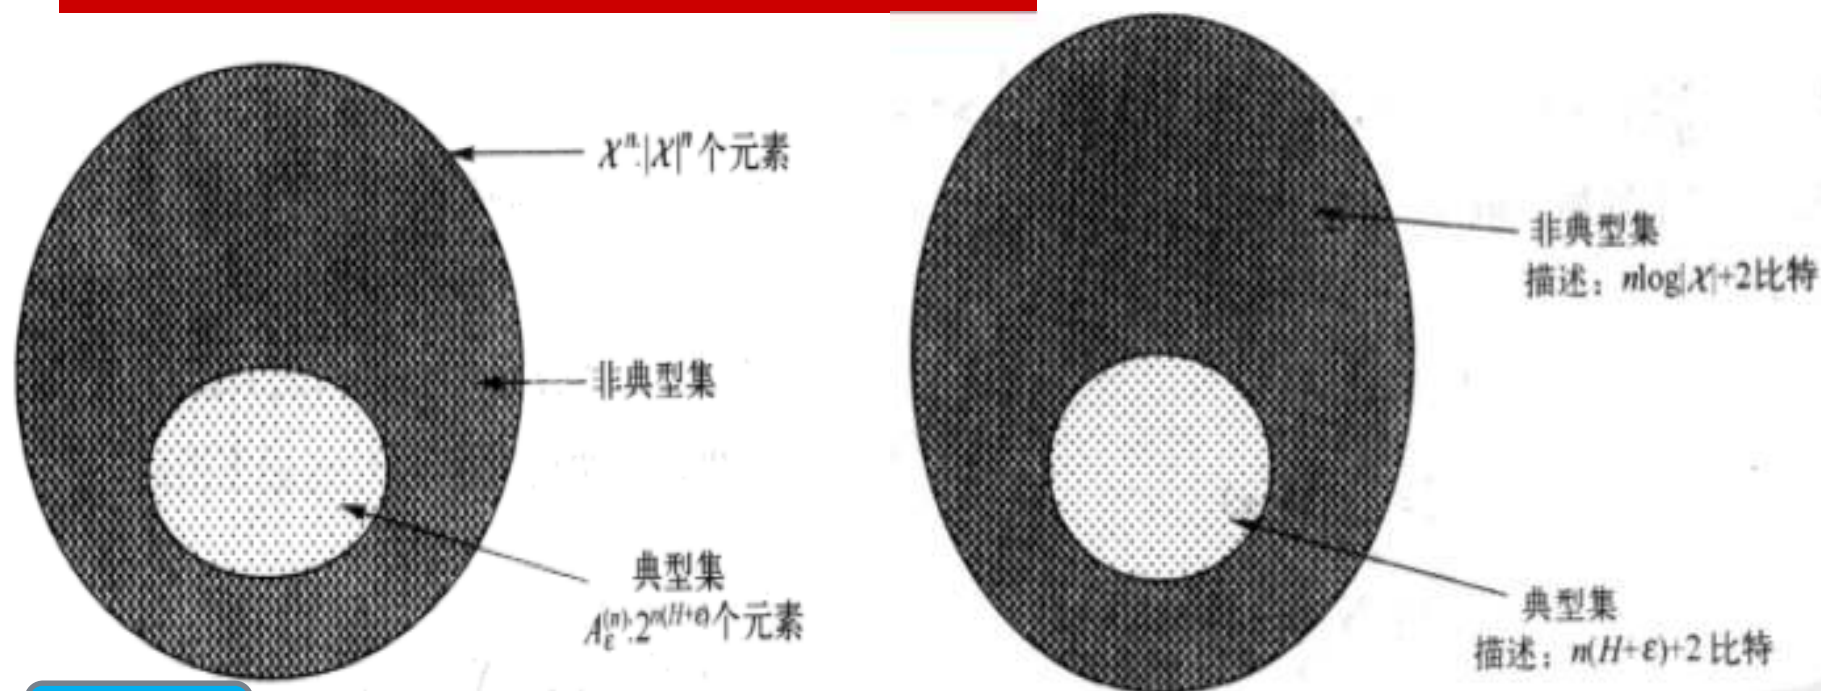 χⁿ:|χ|ⁿ个元素
非典型集
典型集
A_ε^(n):2^n(H+ε)个元素
非典型集
描述：nlog|χ|+2比特
典型集
描述：n(H+ε)+2比特